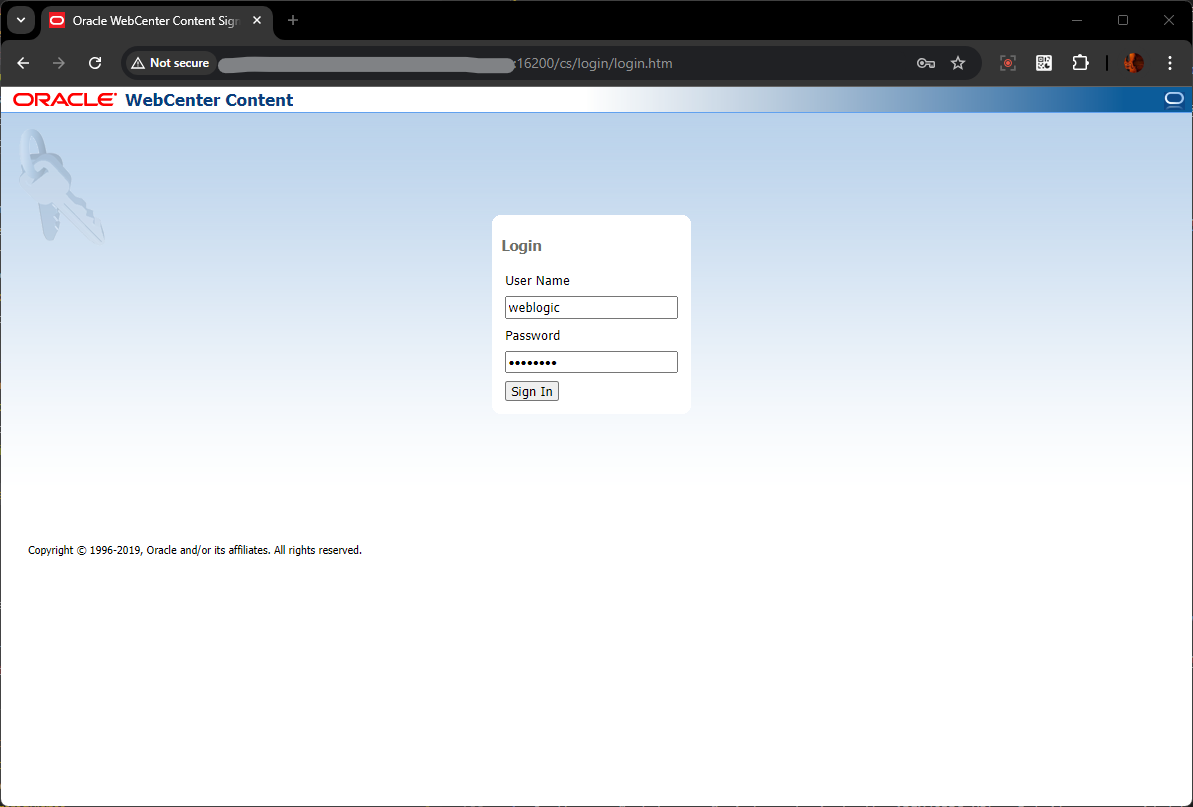 Oracle WebCenter Content Sig
Not secure
:16200/cs/login/login.htm
ORACLE® WebCenter Content
Login
User Name
weblogic
Password
••••••••
Sign In
Copyright © 1996-2019, Oracle and/or its affiliates. All rights reserved.